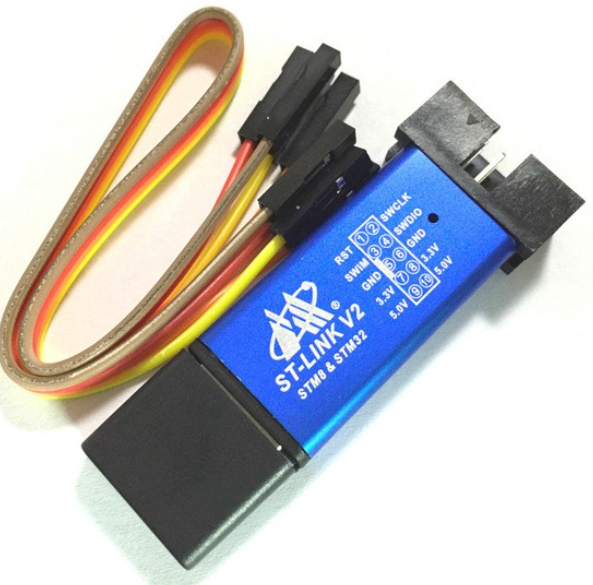 RST ① ② SWCLK
SWIM ③ ④ SWDIO
GND ⑤ ⑥ GND
3.3V ⑦ ⑧ 3.3V
5.0V ⑨ ⑩ 5.0V
®
ST-LINK V2
STM8 & STM32